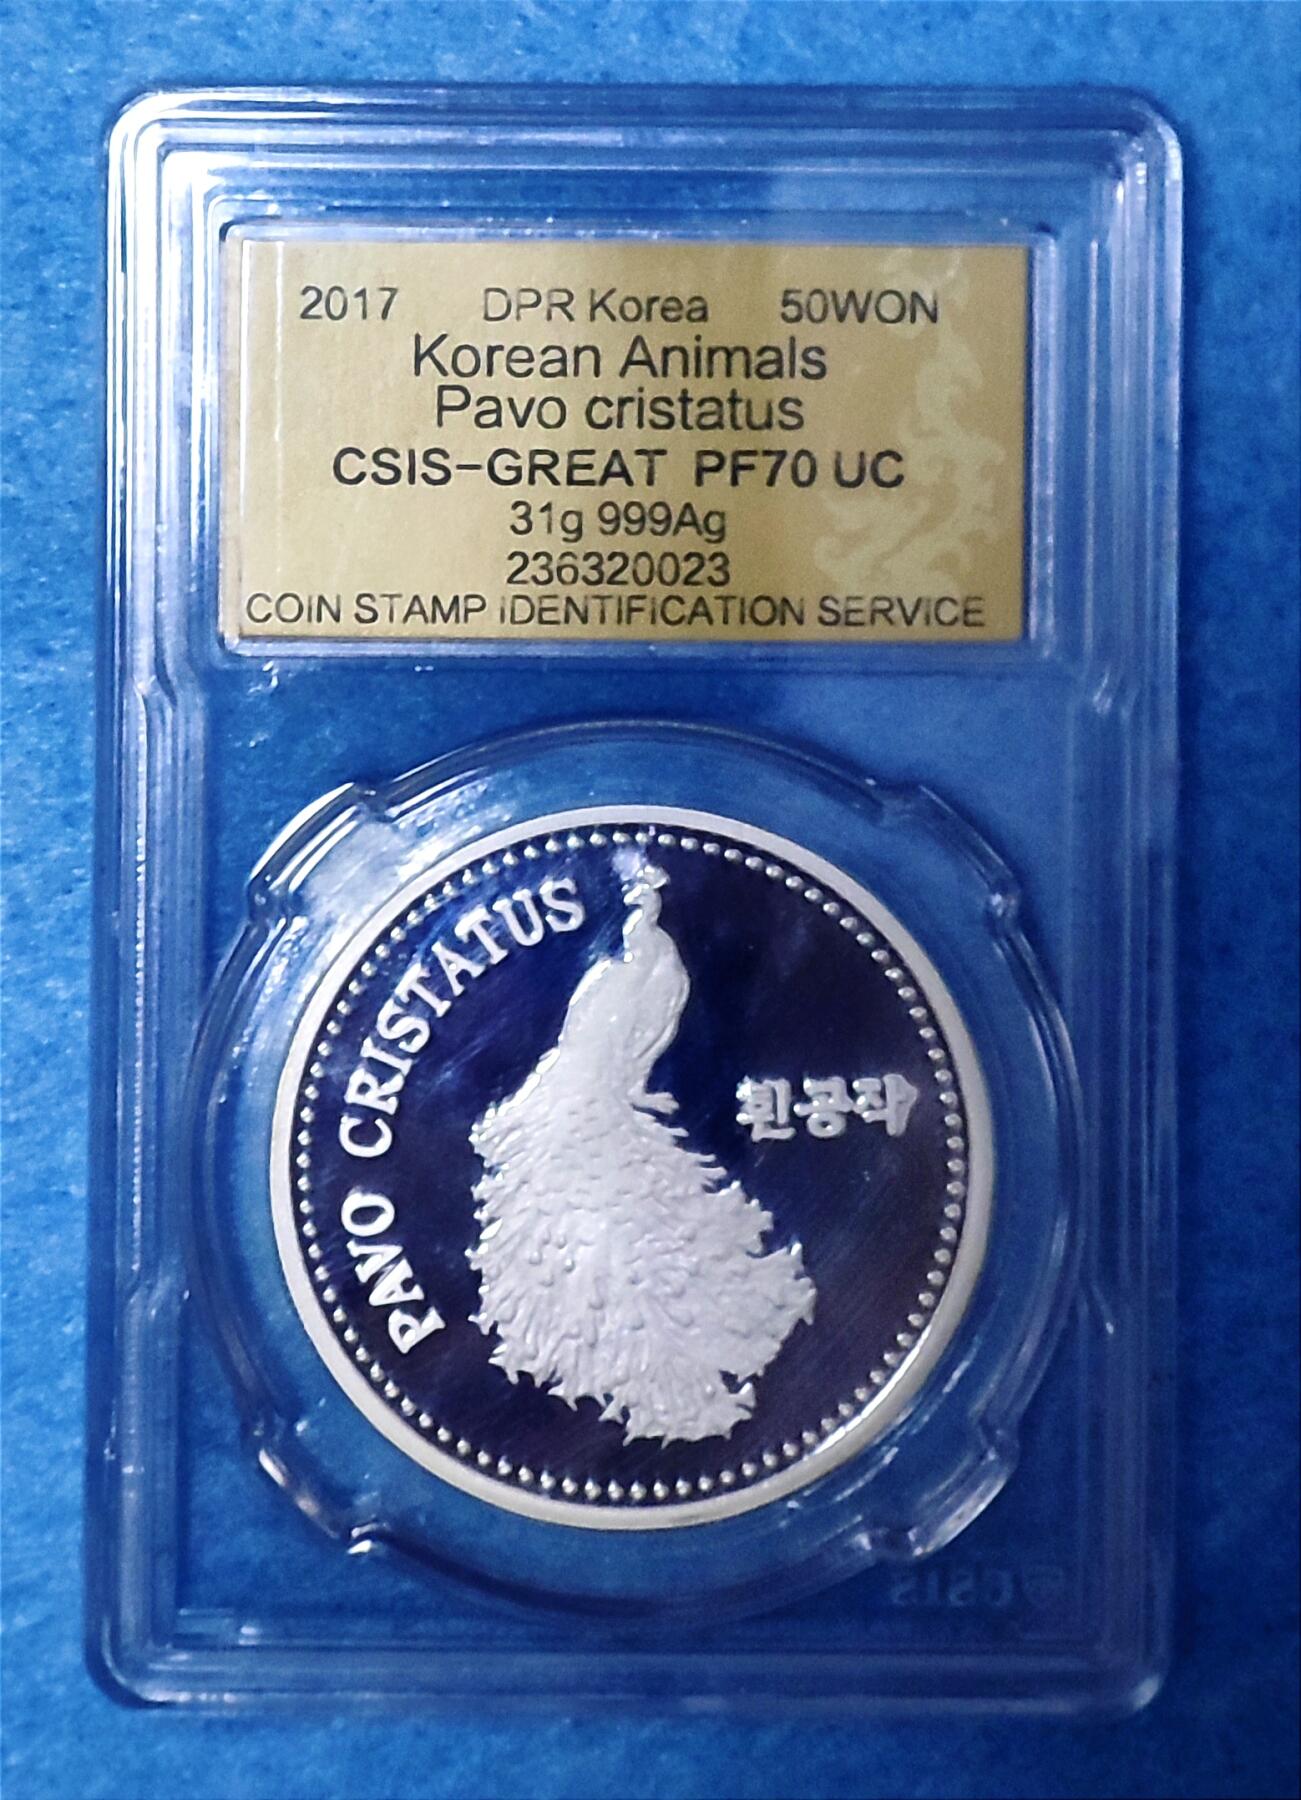 2017 DPR Korea 50WON
Korean Animals
Pavo cristatus
CSIS-GREAT PF70 UC
31g 999Ag
236320023
COIN STAMP IDENTIFICATION SERVICE
PAVO CRISTATUS
흰공작
CSIS